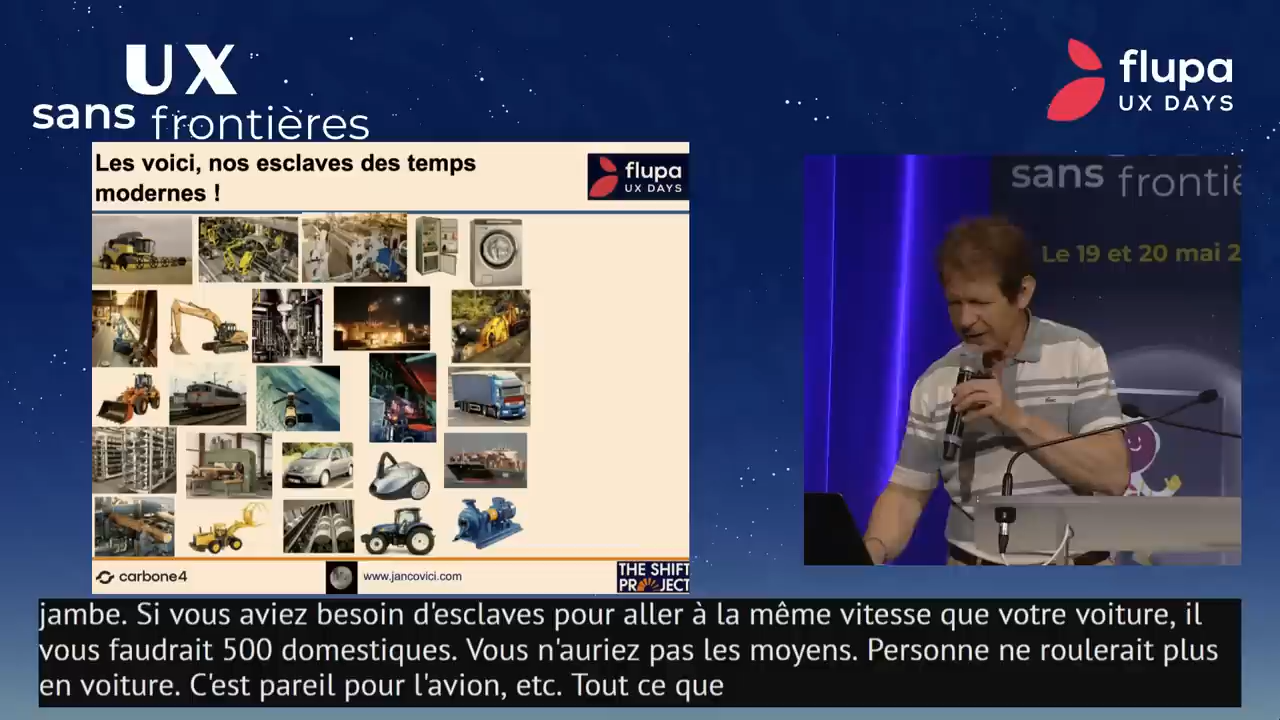 UX
sans frontières
flupa
UX DAYS
Les voici, nos esclaves des temps
modernes !
flupa
UX DAYS
carbone4
www.jancovici.com
THE SHIFT
PROJECT
sans frontiè
Le 19 et 20 mai 2
jambe. Si vous aviez besoin d'esclaves pour aller à la même vitesse que votre voiture, il
vous faudrait 500 domestiques. Vous n'auriez pas les moyens. Personne ne roulerait plus
en voiture. C'est pareil pour l'avion, etc. Tout ce que